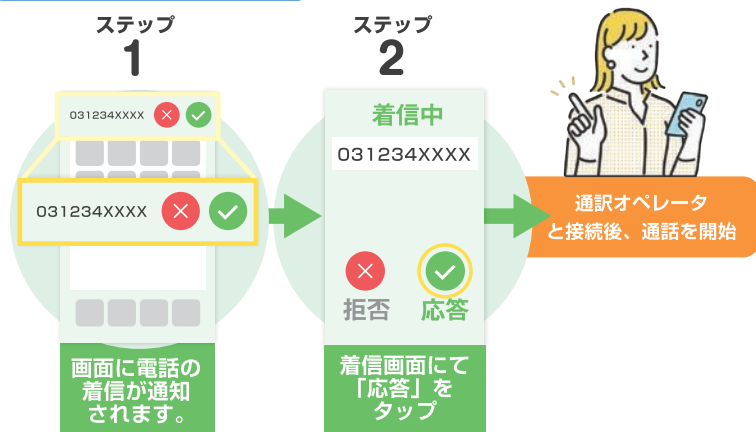 ステップ
1
031234XXXX
031234XXXX
画面に電話の
着信が通知
されます。
ステップ
2
着信中
031234XXXX
拒否
応答
着信画面にて
「応答」を
タップ
通訳オペレータ
と接続後、通話を開始